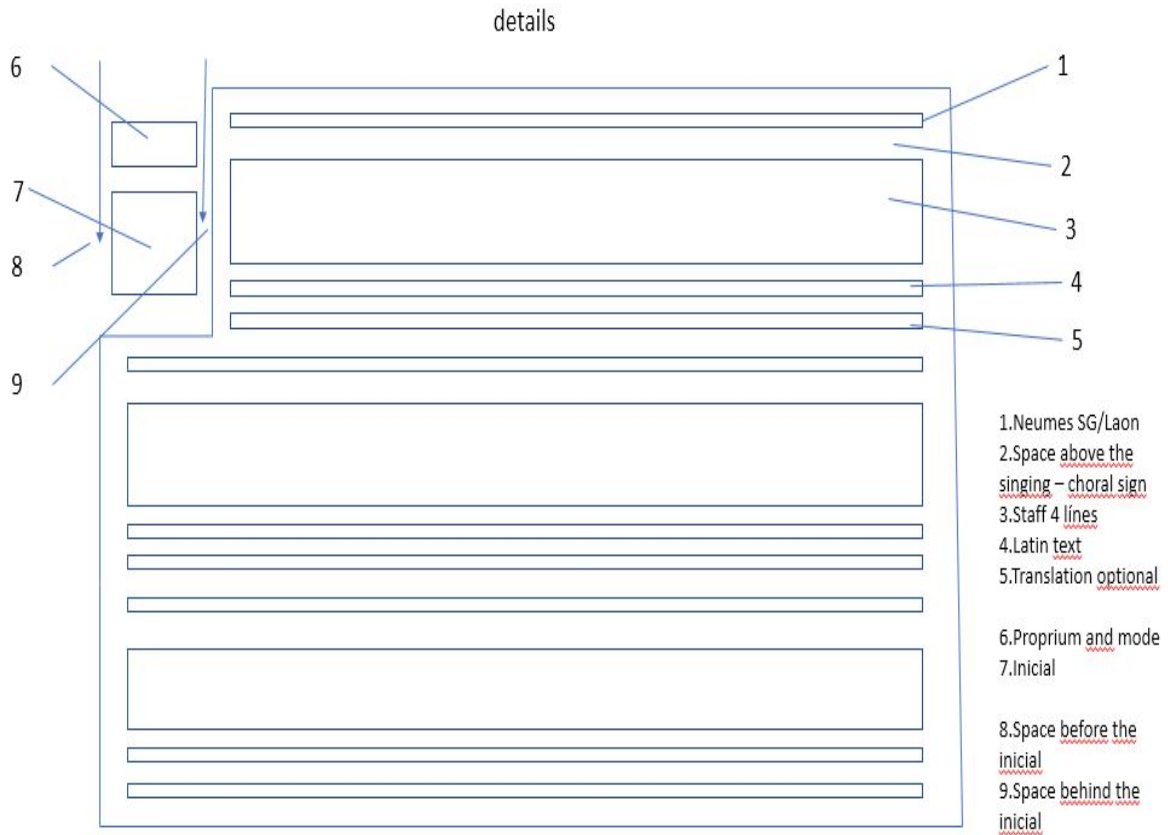 details
6
7
8
9
1
2
3
4
5
1.Neumes SG/Laon
2.Space above the
singing – choral sign
3.Staff 4 línes
4.Latin text
5.Translation optional
6.Proprium and mode
7.Inicial
8.Space before the
inicial
9.Space behind the
inicial